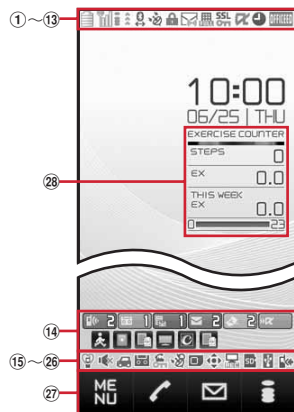 ①～⑬
SSL
OFFICEED
10:00
06/25 | THU
EXERCISE COUNTER
STEPS 0
㉘
EX 0.0
THIS WEEK
EX 0.0
0 23
⑭
2 1 1 2 2
⑮～㉖
㉗
ME
NU
i